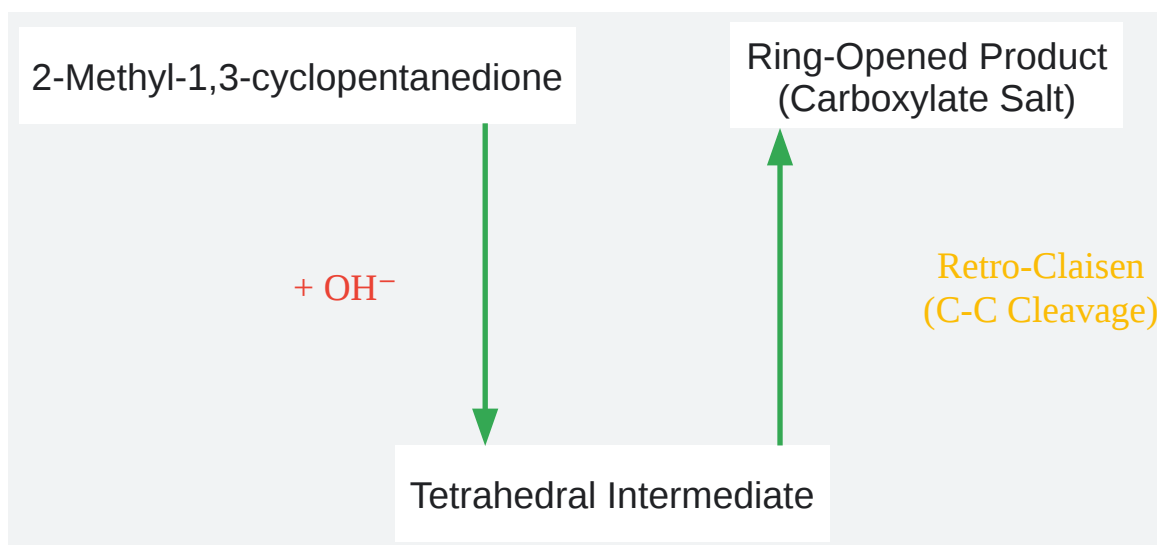 2-Methyl-1,3-cyclopentanedione
Ring-Opened Product
(Carboxylate Salt)
+ OH⁻
Retro-Claisen
(C-C Cleavage)
Tetrahedral Intermediate